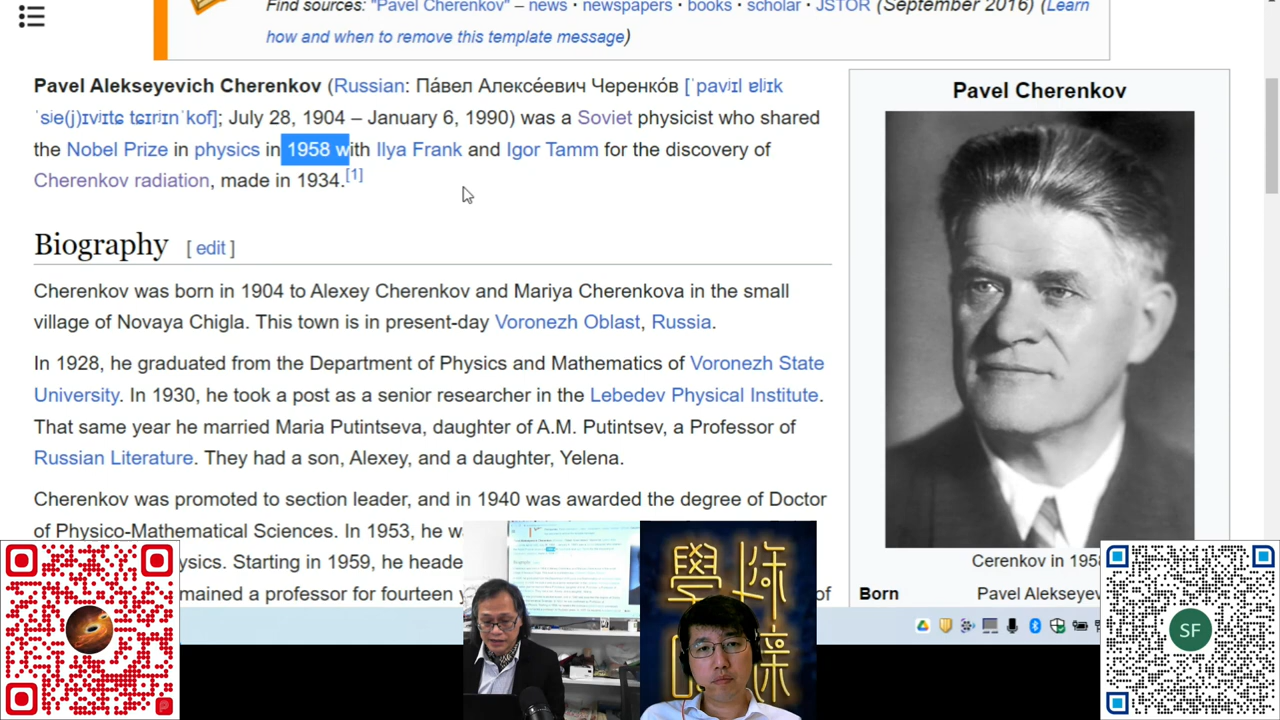 Find sources: "Pavel Cherenkov" – news · newspapers · books · scholar · JSTOR (September 2016) (Learn
how and when to remove this template message)
Pavel Alekseyevich Cherenkov (Russian: Па́вел Алексе́евич Черенко́в [ˈpavʲɪl ɐlʲɪk
ˈsʲe(j)ɪvʲɪtɕ tɕɪrʲɪnˈkof]; July 28, 1904 – January 6, 1990) was a Soviet physicist who shared
the Nobel Prize in physics in 1958 with Ilya Frank and Igor Tamm for the discovery of
Cherenkov radiation, made in 1934.[1]
Biography [ edit ]
Cherenkov was born in 1904 to Alexey Cherenkov and Mariya Cherenkova in the small
village of Novaya Chigla. This town is in present-day Voronezh Oblast, Russia.
In 1928, he graduated from the Department of Physics and Mathematics of Voronezh State
University. In 1930, he took a post as a senior researcher in the Lebedev Physical Institute.
That same year he married Maria Putintseva, daughter of A.M. Putintsev, a Professor of
Russian Literature. They had a son, Alexey, and a daughter, Yelena.
Cherenkov was promoted to section leader, and in 1940 was awarded the degree of Doctor
of Physico-Mathematical Sciences. In 1953, he w
ysics. Starting in 1959, he heade
mained a professor for fourteen y
of
Pavel Cherenkov
Cerenkov in 1958
Born Pavel Alekseyev
SF
學